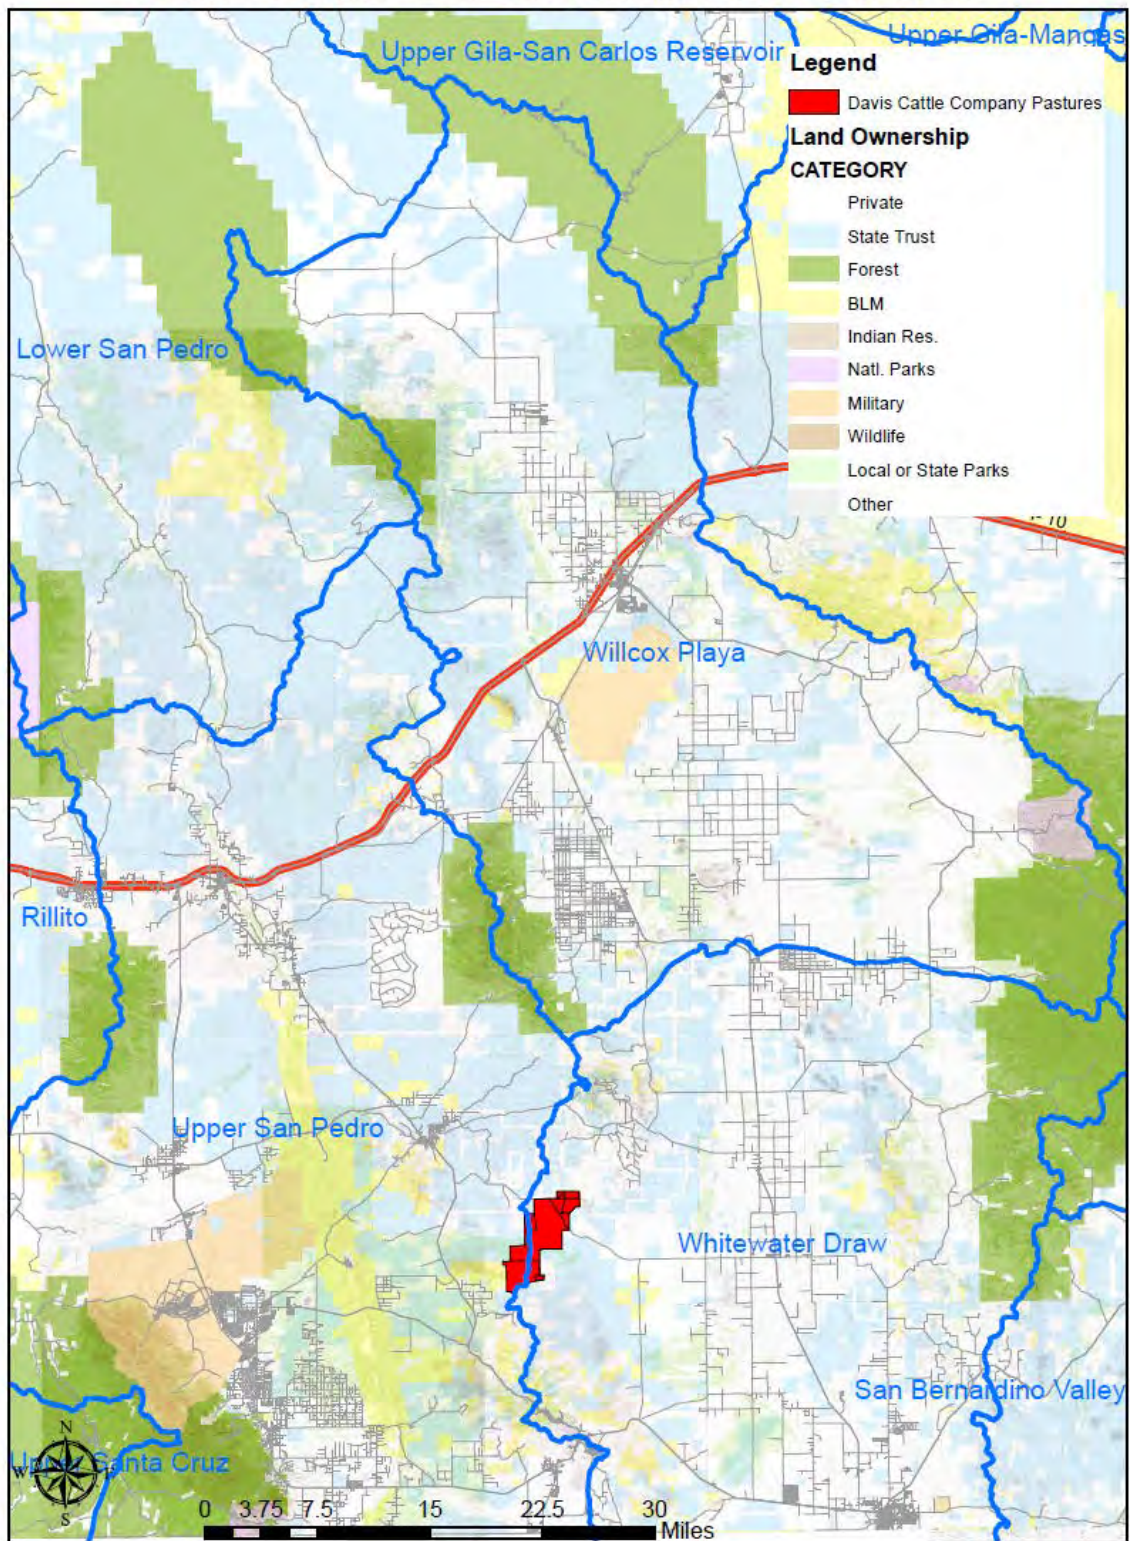 Upper Gila-San Carlos Reservoir
Upper Gila-Mangas
Legend
Davis Cattle Company Pastures
Land Ownership
CATEGORY
Private
State Trust
Forest
BLM
Indian Res.
Natl. Parks
Military
Wildlife
Local or State Parks
Other
Lower San Pedro
10
Willcox Playa
Rillito
Upper San Pedro
Whitewater Draw
San Bernardino Valley
N
W
S
Upper Santa Cruz
0 3.75 7.5 15 22.5 30
Miles